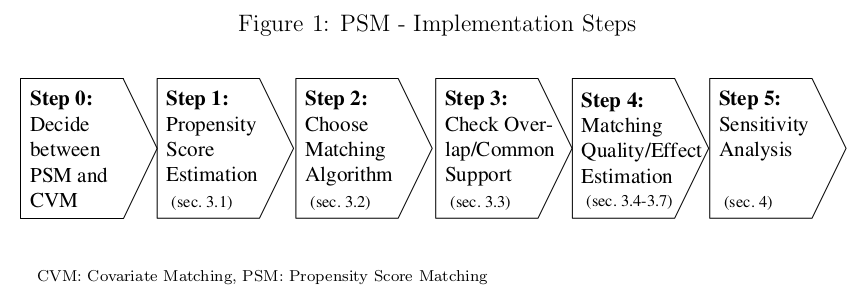 Figure 1: PSM - Implementation Steps
Step 0:
Decide
between
PSM and
CVM
Step 1:
Propensity
Score
Estimation
(sec. 3.1)
Step 2:
Choose
Matching
Algorithm
(sec. 3.2)
Step 3:
Check Over-
lap/Common
Support
(sec. 3.3)
Step 4:
Matching
Quality/Effect
Estimation
(sec. 3.4-3.7)
Step 5:
Sensitivity
Analysis
(sec. 4)
CVM: Covariate Matching, PSM: Propensity Score Matching